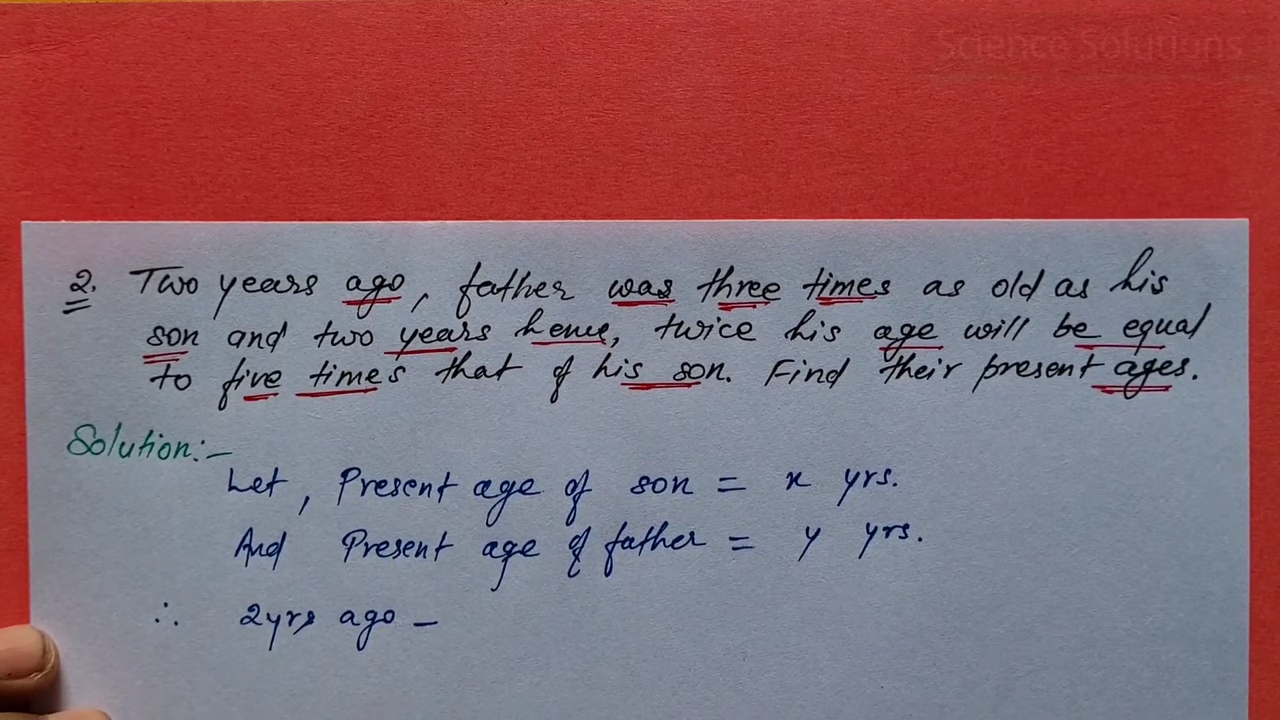 Science Solutions
2. Two years ago, father was three times as old as his
son and two years hence, twice his age will be equal
to five times that of his son. Find their present ages.
Solution:-
Let, Present age of son = x yrs.
And Present age of father = y yrs.
∴ 2yrs ago -